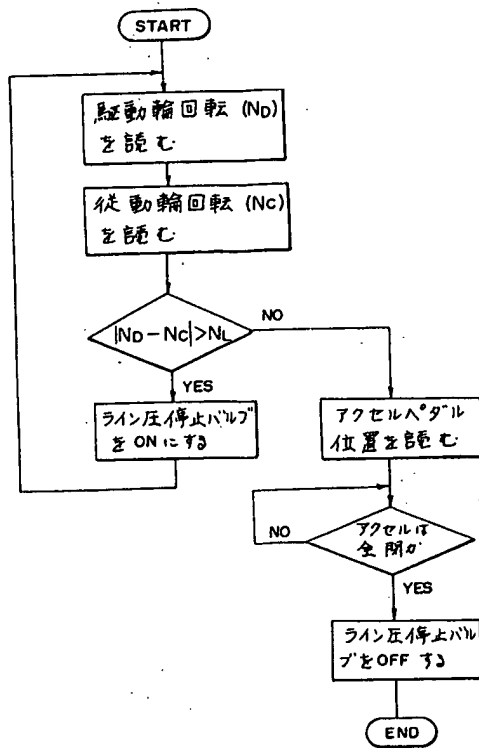 START
駆動輪回転 (ND)
を読む
従動輪回転 (NC)
を読む
|ND－NC|>NL
NO
YES
ライン圧停止バルブ
をONにする
アクセルペダル
位置を読む
NO
アクセルは
全閉か
YES
ライン圧停止バル
ブをOFFする
END